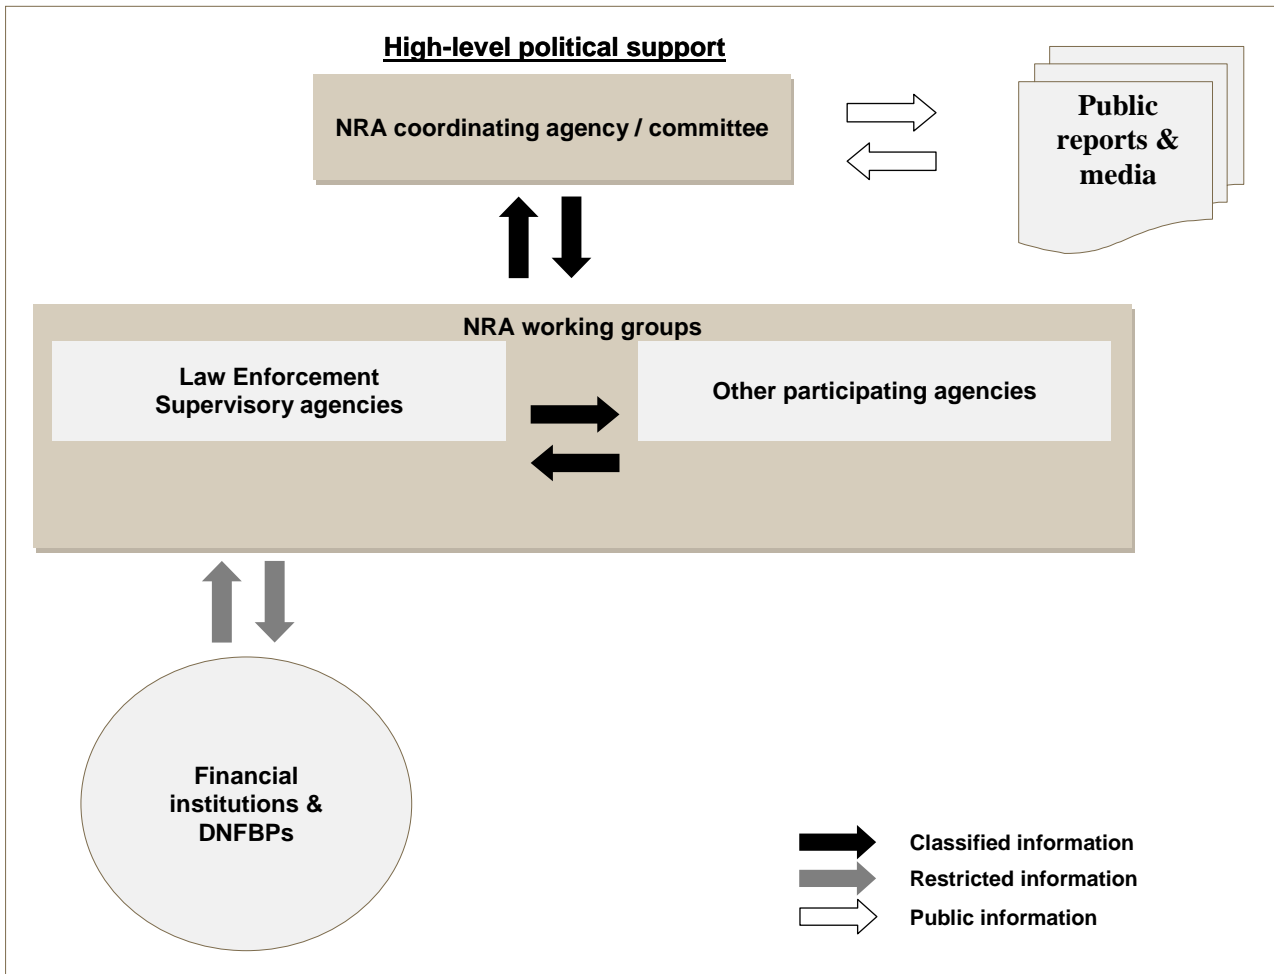 High-level political support
NRA coordinating agency / committee
Public
reports &
media
NRA working groups
Law Enforcement
Supervisory agencies
Other participating agencies
Financial
institutions &
DNFBPs
Classified information
Restricted information
Public information